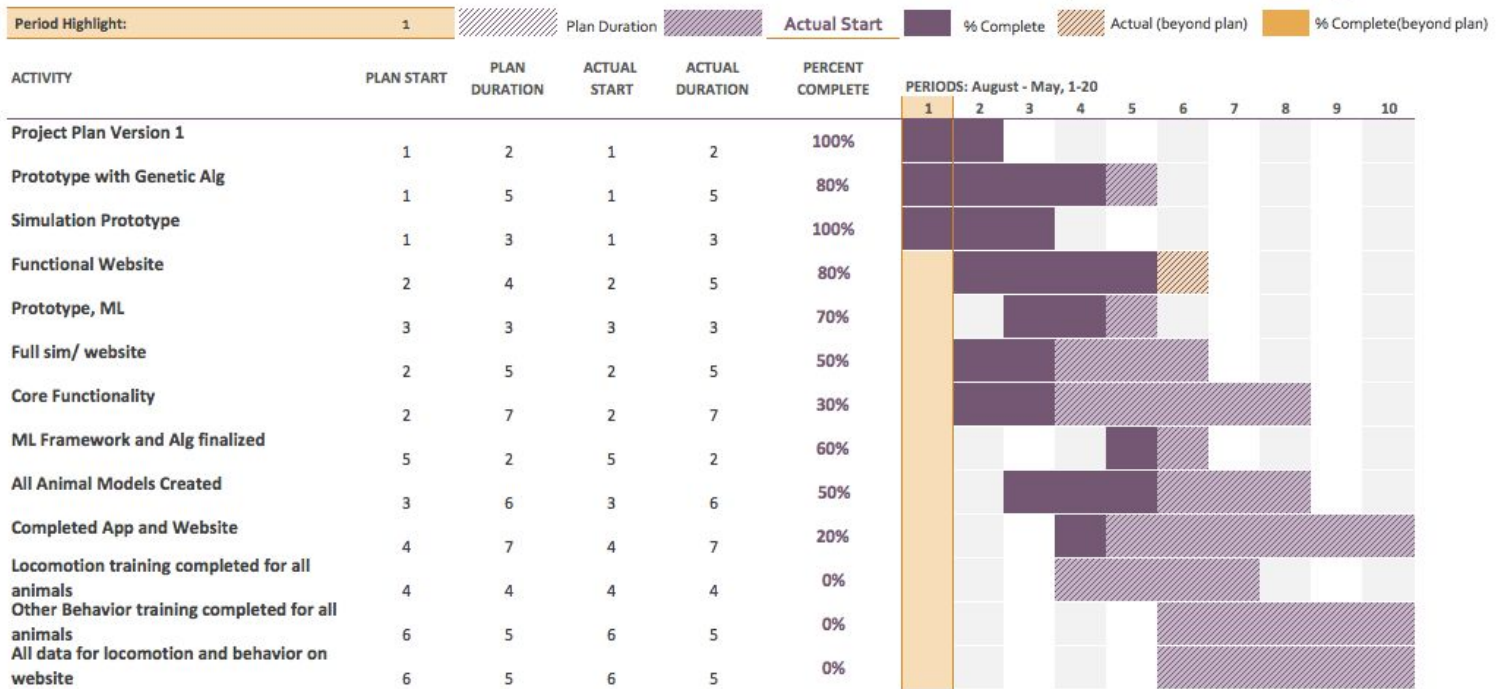 Period Highlight: 1 Plan Duration Actual Start % Complete Actual (beyond plan) % Complete(beyond plan)
ACTIVITY PLAN START PLAN DURATION ACTUAL START ACTUAL DURATION PERCENT COMPLETE PERIODS: August - May, 1-20
1 2 3 4 5 6 7 8 9 10
Project Plan Version 1 1 2 1 2 100%
Prototype with Genetic Alg 1 5 1 5 80%
Simulation Prototype 1 3 1 3 100%
Functional Website 2 4 2 5 80%
Prototype, ML 3 3 3 3 70%
Full sim/ website 2 5 2 5 50%
Core Functionality 2 7 2 7 30%
ML Framework and Alg finalized 5 2 5 2 60%
All Animal Models Created 3 6 3 6 50%
Completed App and Website 4 7 4 7 20%
Locomotion training completed for all
animals 4 4 4 4 0%
Other Behavior training completed for all
animals 6 5 6 5 0%
All data for locomotion and behavior on
website 6 5 6 5 0%